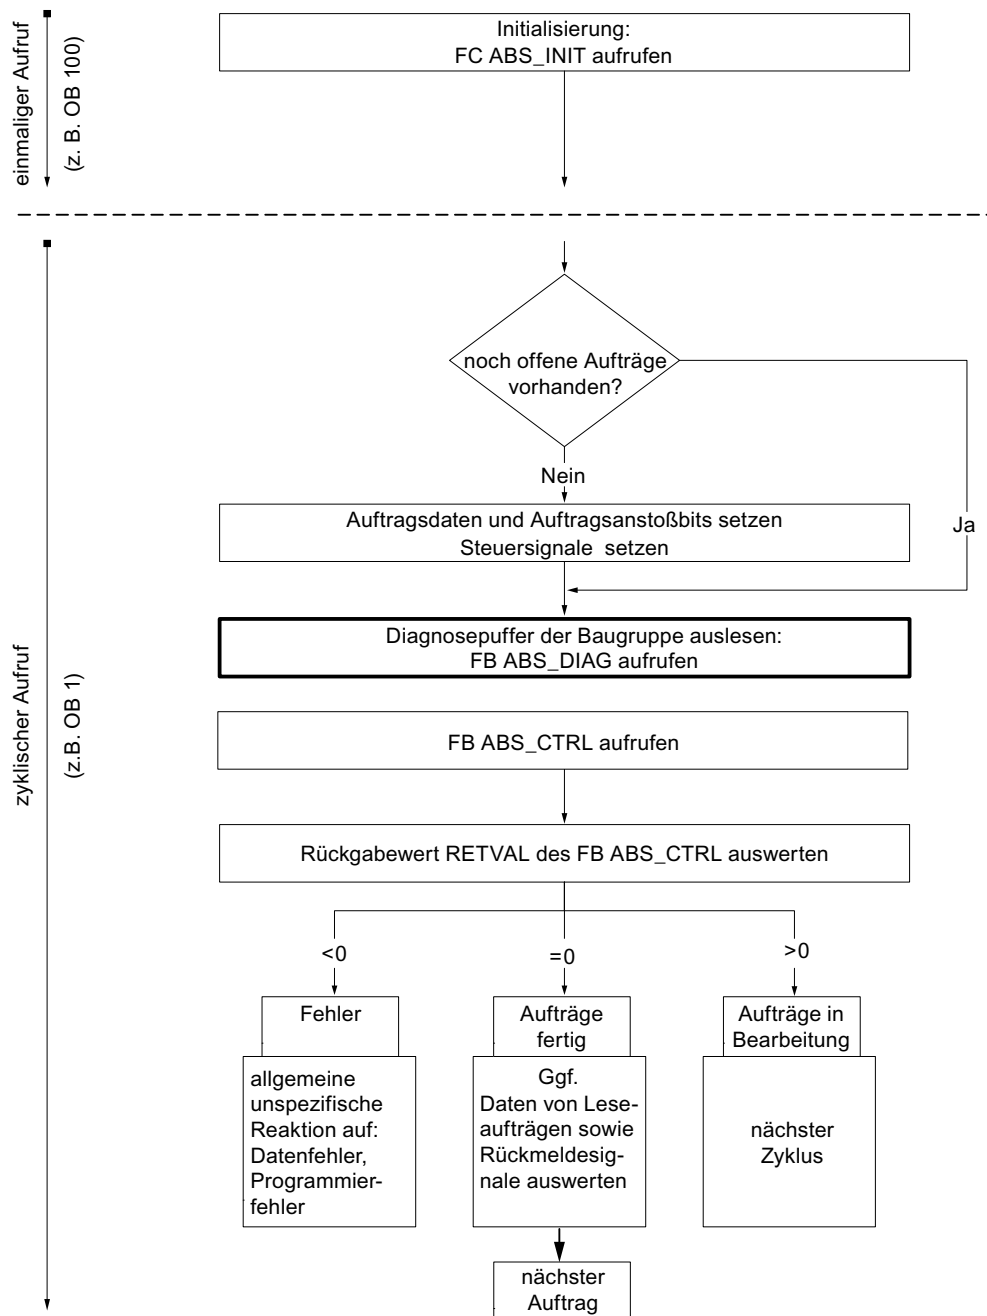 einmaliger Aufruf
(z. B. OB 100)
Initialisierung:
FC ABS_INIT aufrufen
zyklischer Aufruf
(z.B. OB 1)
noch offene Aufträge
vorhanden?
Nein
Ja
Auftragsdaten und Auftragsanstoßbits setzen
Steuersignale setzen
Diagnosepuffer der Baugruppe auslesen:
FB ABS_DIAG aufrufen
FB ABS_CTRL aufrufen
Rückgabewert RETVAL des FB ABS_CTRL auswerten
<0
=0
>0
Fehler
allgemeine
unspezifische
Reaktion auf:
Datenfehler,
Programmier-
fehler
Aufträge
fertig
Ggf.
Daten von Lese-
aufträgen sowie
Rückmeldesig-
nale auswerten
nächster
Auftrag
Aufträge in
Bearbeitung
nächster
Zyklus